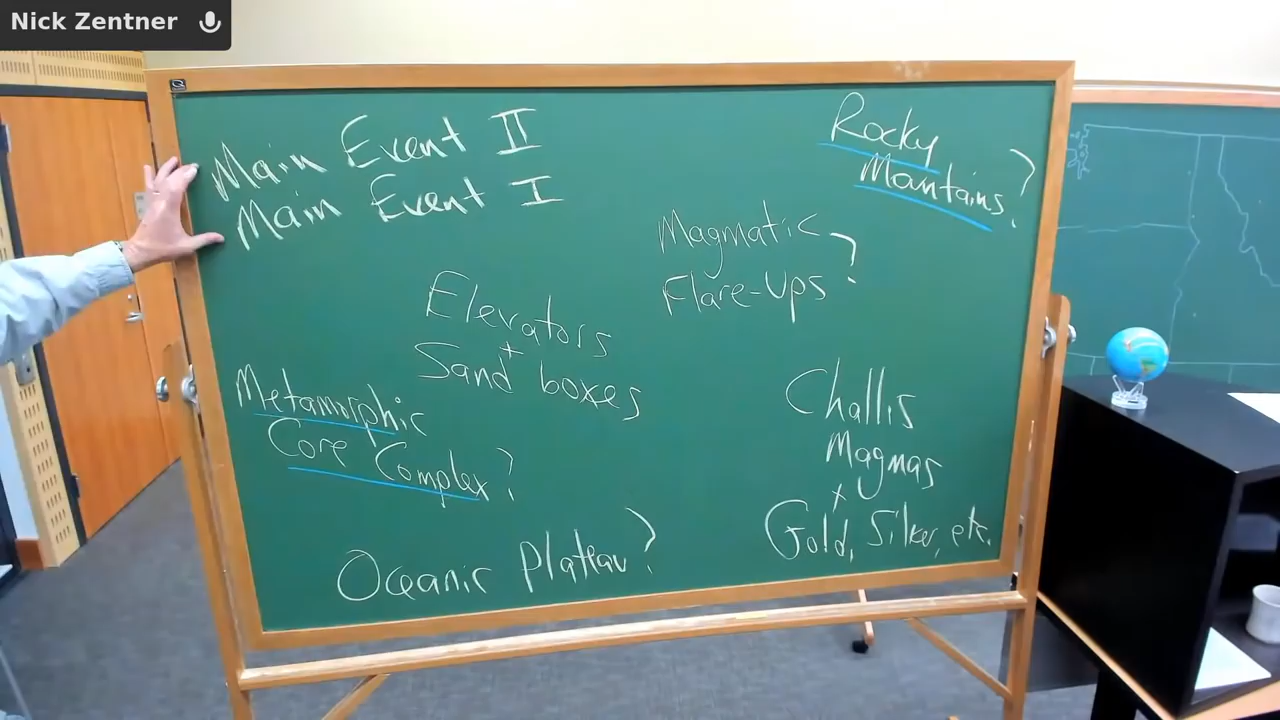 Nick Zentner
Main Event II
Main Event I
Rocky
Mountains?
Magmatic
Flare-Ups?
Elevators
+
Sand boxes
Metamorphic
Core Complex?
Challis
Magmas
+
Gold, Silver, etc.
Oceanic Plateau?